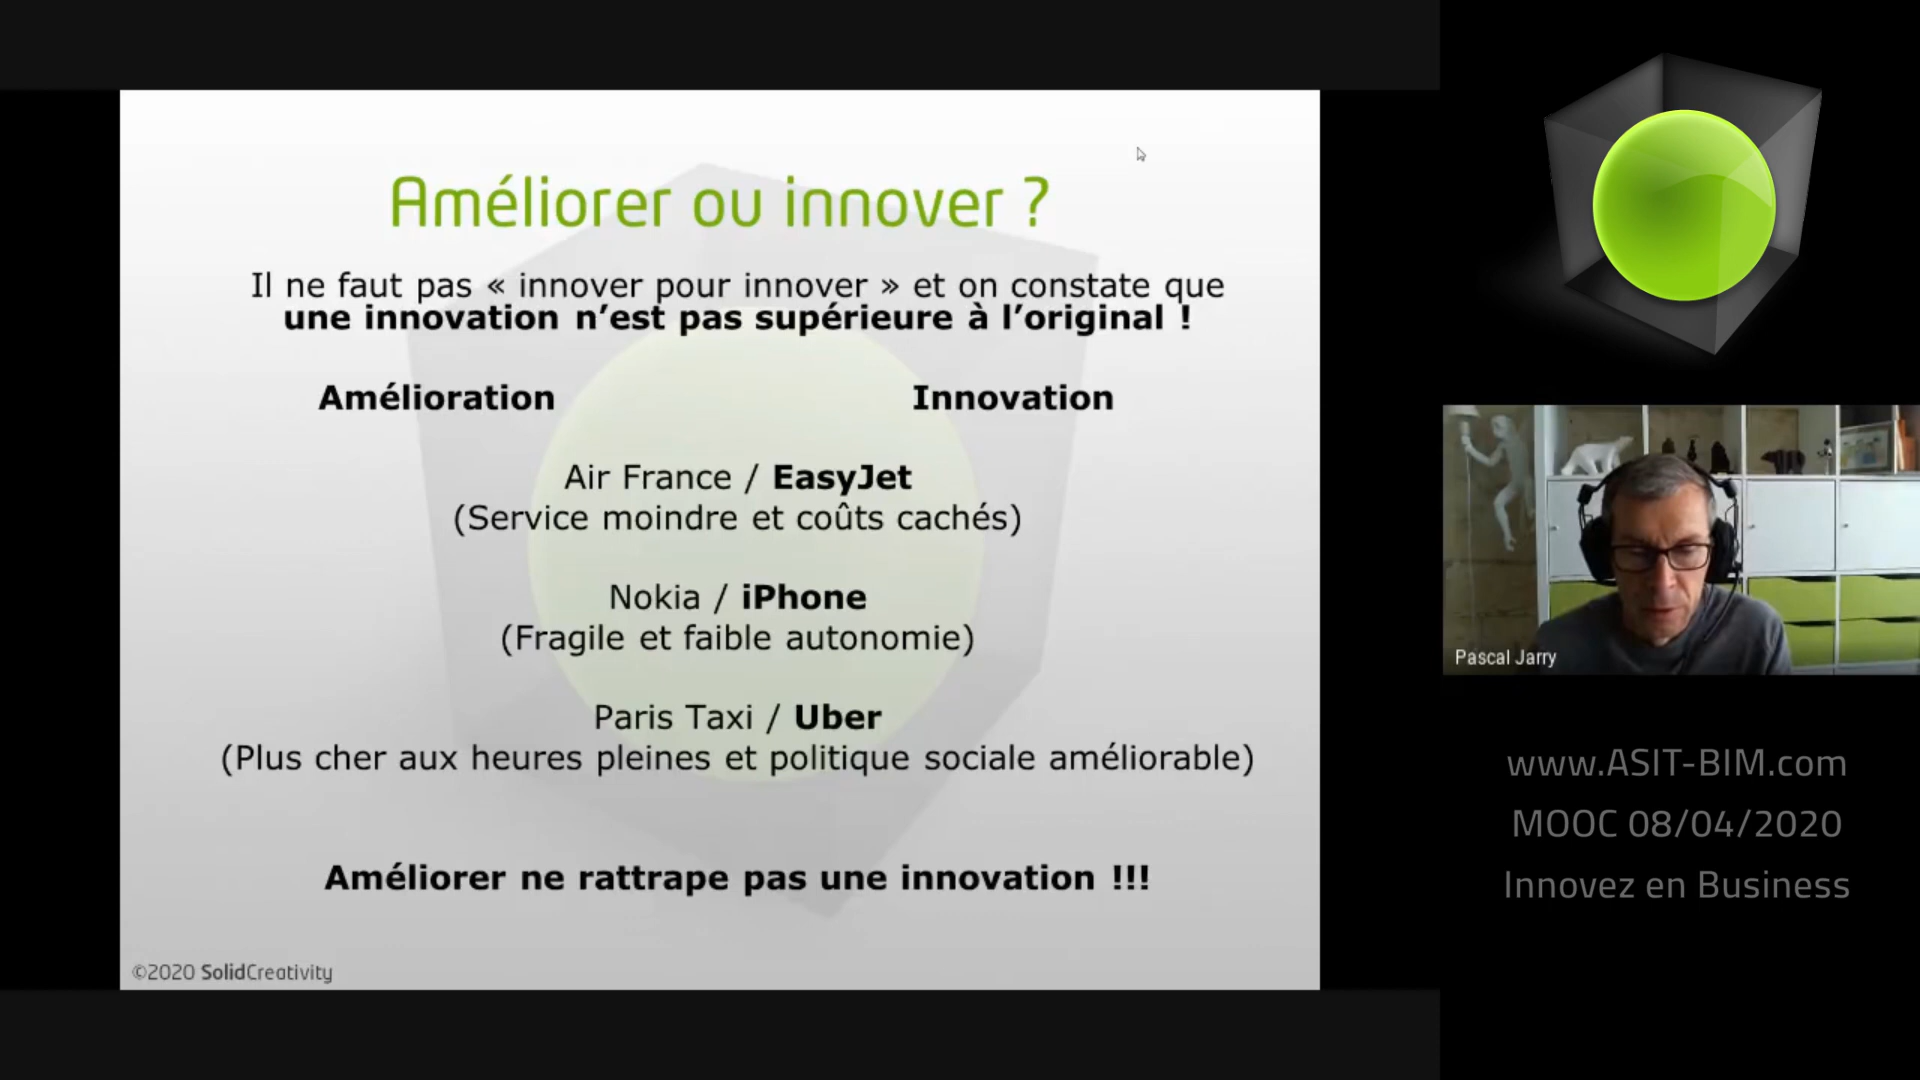 Améliorer ou innover ?
Il ne faut pas « innover pour innover » et on constate que
une innovation n’est pas supérieure à l’original !
Amélioration Innovation
Air France / EasyJet
(Service moindre et coûts cachés)
Nokia / iPhone
(Fragile et faible autonomie)
Paris Taxi / Uber
(Plus cher aux heures pleines et politique sociale améliorable)
Améliorer ne rattrape pas une innovation !!!
©2020 SolidCreativity
Pascal Jarry
www.ASIT-BIM.com
MOOC 08/04/2020
Innovez en Business